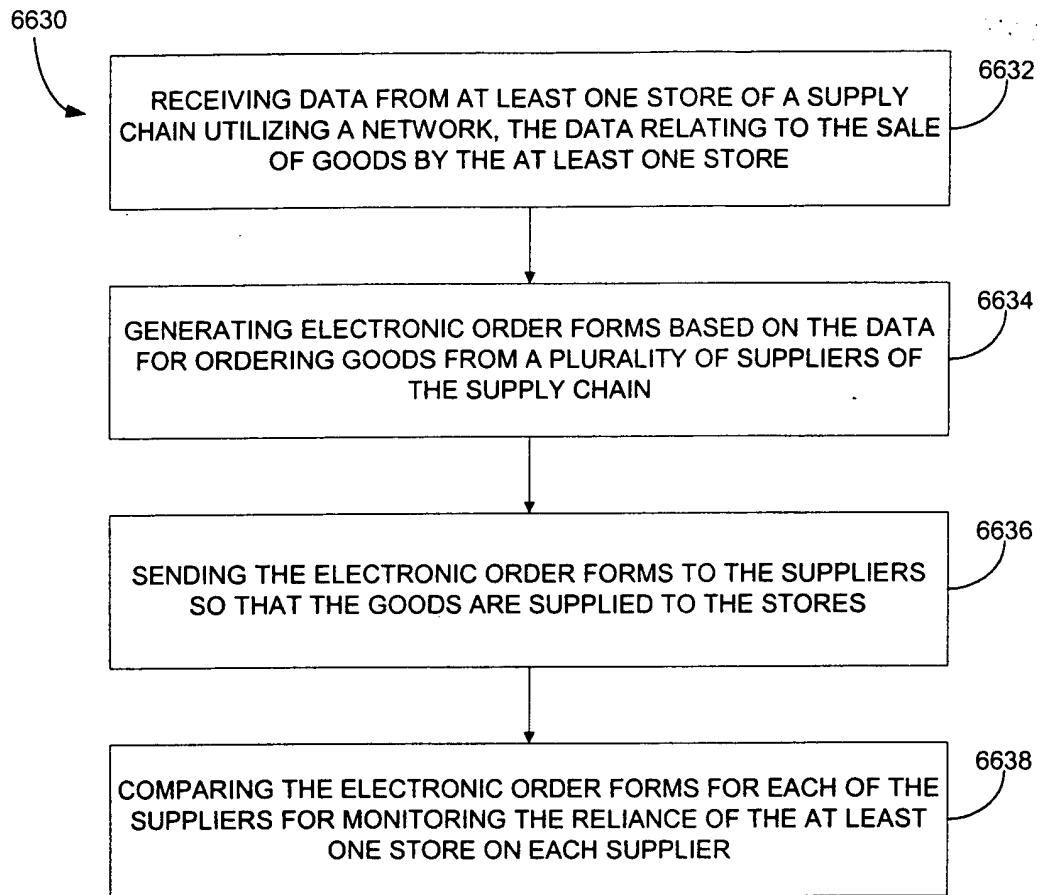 6630
6632
RECEIVING DATA FROM AT LEAST ONE STORE OF A SUPPLY
CHAIN UTILIZING A NETWORK, THE DATA RELATING TO THE SALE
OF GOODS BY THE AT LEAST ONE STORE
6634
GENERATING ELECTRONIC ORDER FORMS BASED ON THE DATA
FOR ORDERING GOODS FROM A PLURALITY OF SUPPLIERS OF
THE SUPPLY CHAIN
6636
SENDING THE ELECTRONIC ORDER FORMS TO THE SUPPLIERS
SO THAT THE GOODS ARE SUPPLIED TO THE STORES
6638
COMPARING THE ELECTRONIC ORDER FORMS FOR EACH OF THE
SUPPLIERS FOR MONITORING THE RELIANCE OF THE AT LEAST
ONE STORE ON EACH SUPPLIER